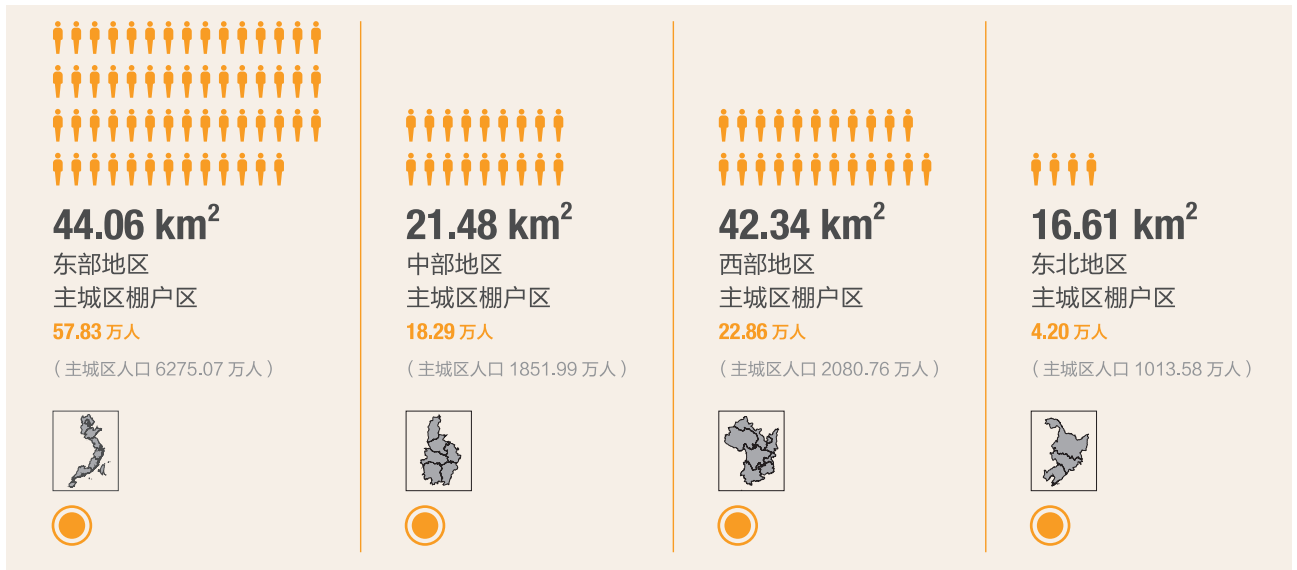 44.06 km²
东部地区
主城区棚户区
57.83 万人
（主城区人口 6275.07 万人）
21.48 km²
中部地区
主城区棚户区
18.29 万人
（主城区人口 1851.99 万人）
42.34 km²
西部地区
主城区棚户区
22.86 万人
（主城区人口 2080.76 万人）
16.61 km²
东北地区
主城区棚户区
4.20 万人
（主城区人口 1013.58 万人）